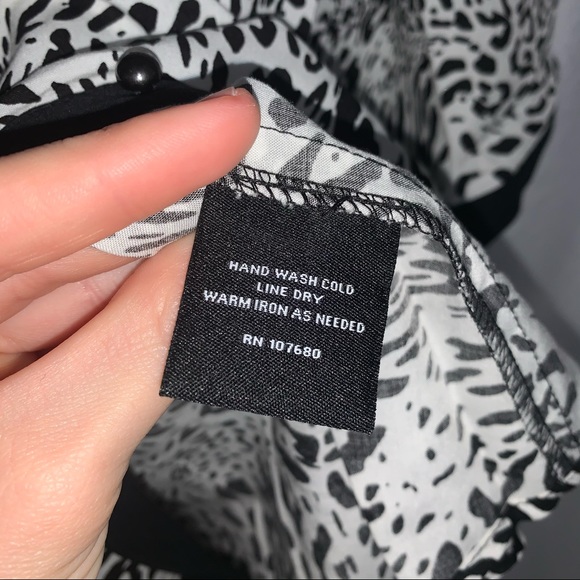 HAND WASH COLD
LINE DRY
WARM IRON AS NEEDED
RN 107680